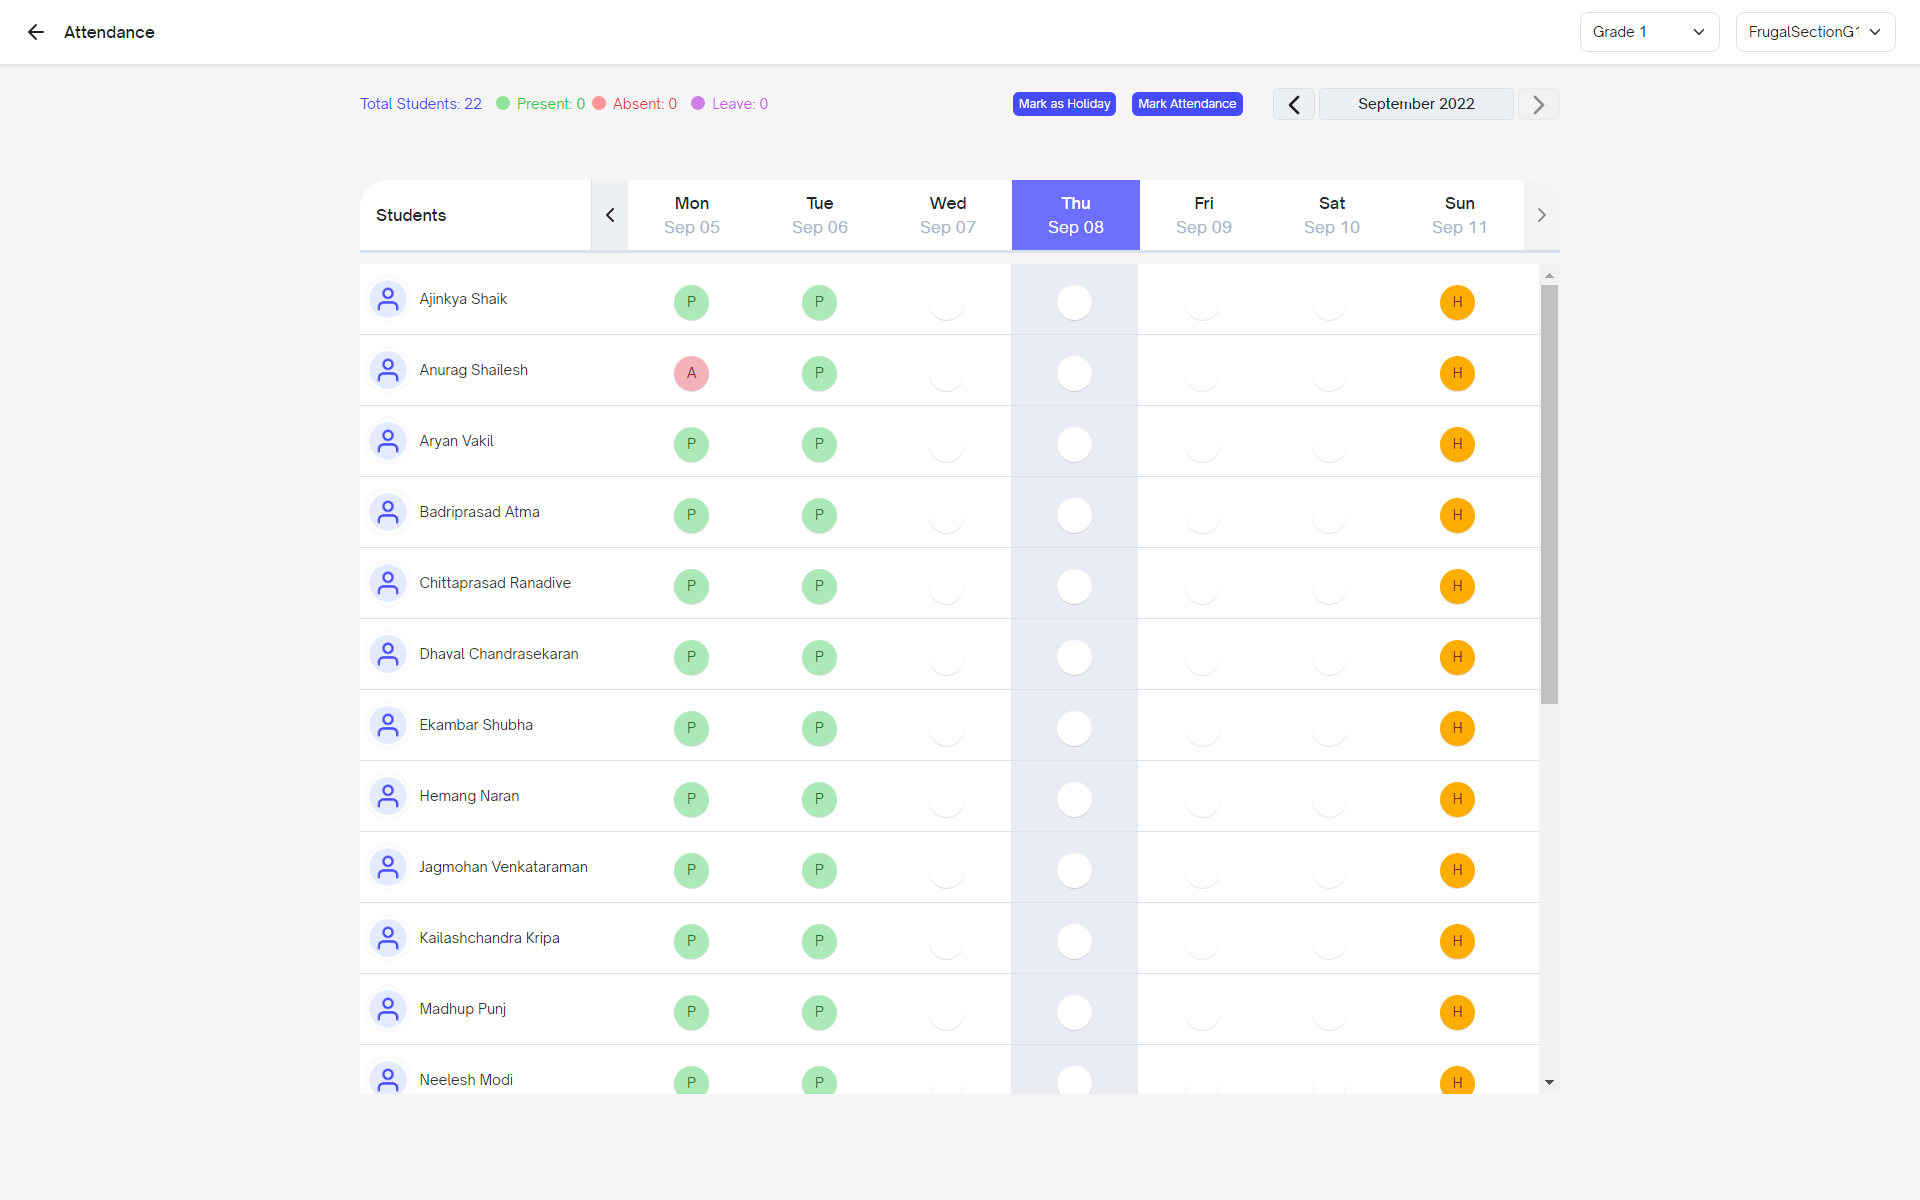 Attendance
Grade 1
FrugalSectionG1
Total Students: 22 Present: 0 Absent: 0 Leave: 0
Mark as Holiday
Mark Attendance
September 2022
Students
Mon Tue Wed Thu Fri Sat Sun
Sep 05 Sep 06 Sep 07 Sep 08 Sep 09 Sep 10 Sep 11
Ajinkya Shaik P P H
Anurag Shailesh A P H
Aryan Vakil P P H
Badriprasad Atma P P H
Chittaprasad Ranadive P P H
Dhaval Chandrasekaran P P H
Ekambar Shubha P P H
Hemang Naran P P H
Jagmohan Venkataraman P P H
Kailashchandra Kripa P P H
Madhup Punj P P H
Neelesh Modi P P H